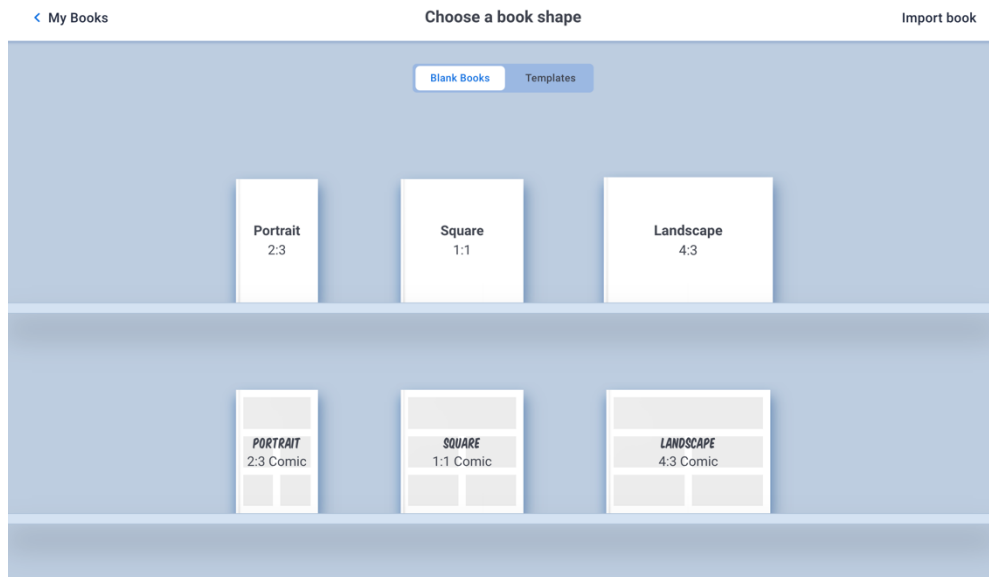 My Books
Choose a book shape
Import book
Blank Books
Templates
Portrait
2:3
Square
1:1
Landscape
4:3
PORTRAIT
2:3 Comic
SQUARE
1:1 Comic
LANDSCAPE
4:3 Comic